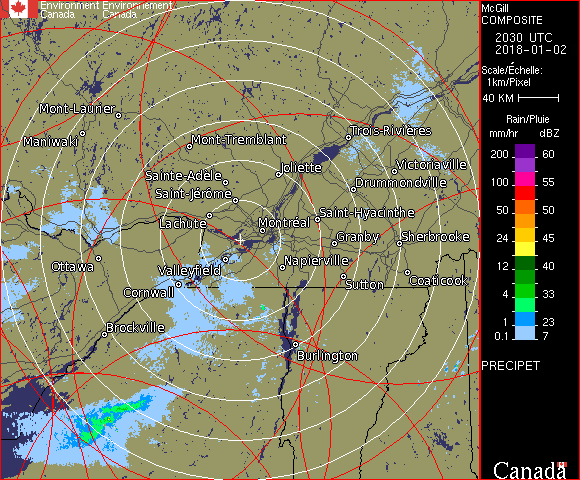 Environment Environnement
Canada Canada
McGill
COMPOSITE
2030 UTC
2018-01-02
Scale/Échelle:
1km/Pixel
40 KM
Rain/Pluie
mm/hr dBZ
200 60
100 55
50 50
24 45
12 40
4 33
1 23
0.1 7
PRECIPET
Canada
Mont-Laurier
Maniwaki
Mont-Tremblant
Trois-Rivières
Joliette
Victoriaville
Sainte-Adèle
Drummondville
Saint-Jérôme
Saint-Hyacinthe
Lachute
Montréal
Granby
Sherbrooke
Ottawa
Valleyfield
Napierville
Cornwall
Sutton
Coaticook
Brockville
Burlington